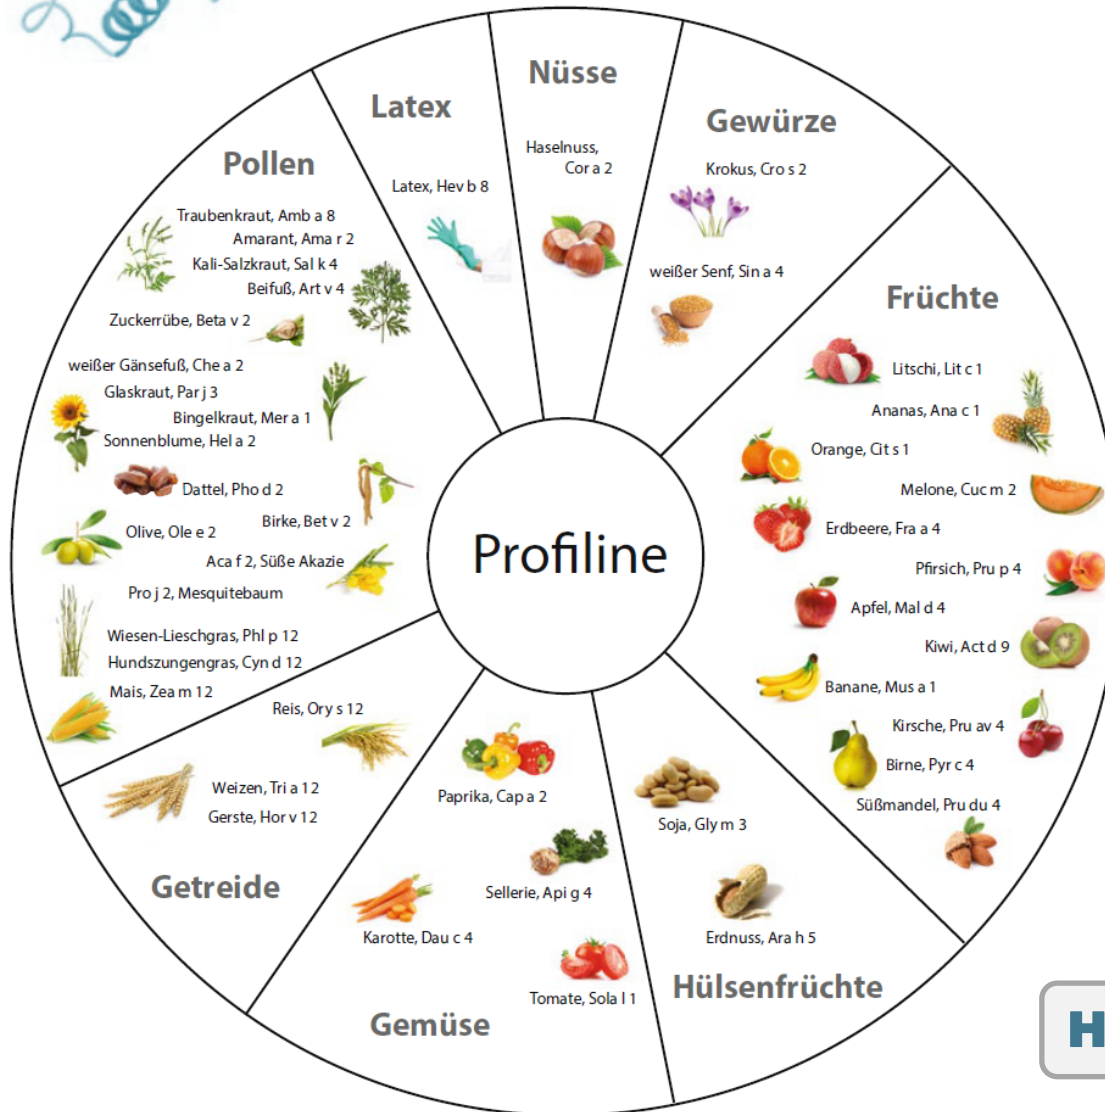 Nüsse
Haselnuss,
Cor a 2
Gewürze
Krokus, Cro s 2
weißer Senf, Sin a 4
Früchte
Litschi, Lit c 1
Ananas, Ana c 1
Orange, Cit s 1
Melone, Cuc m 2
Erdbeere, Fra a 4
Pfirsich, Pru p 4
Apfel, Mal d 4
Kiwi, Act d 9
Banane, Mus a 1
Kirsche, Pru av 4
Birne, Pyr c 4
Süßmandel, Pru du 4
Soja, Gly m 3
Erdnuss, Ara h 5
Hülsenfrüchte
Paprika, Cap a 2
Sellerie, Api g 4
Karotte, Dau c 4
Tomate, Sola l 1
Gemüse
Reis, Ory s 12
Weizen, Tri a 12
Gerste, Hor v 12
Getreide
Pollen
Traubenkraut, Amb a 8
Amarant, Ama r 2
Kali-Salzkraut, Sal k 4
Beifuß, Art v 4
Zuckerrübe, Beta v 2
weißer Gänsefuß, Che a 2
Glaskraut, Par j 3
Bingelkraut, Mer a 1
Sonnenblume, Hel a 2
Dattel, Pho d 2
Birke, Bet v 2
Olive, Ole e 2
Aca f 2, Süße Akazie
Pro j 2, Mesquitebaum
Wiesen-Lieschgras, Phl p 12
Hundszungengras, Cyn d 12
Mais, Zea m 12
Latex
Latex, Hev b 8
Profiline
H